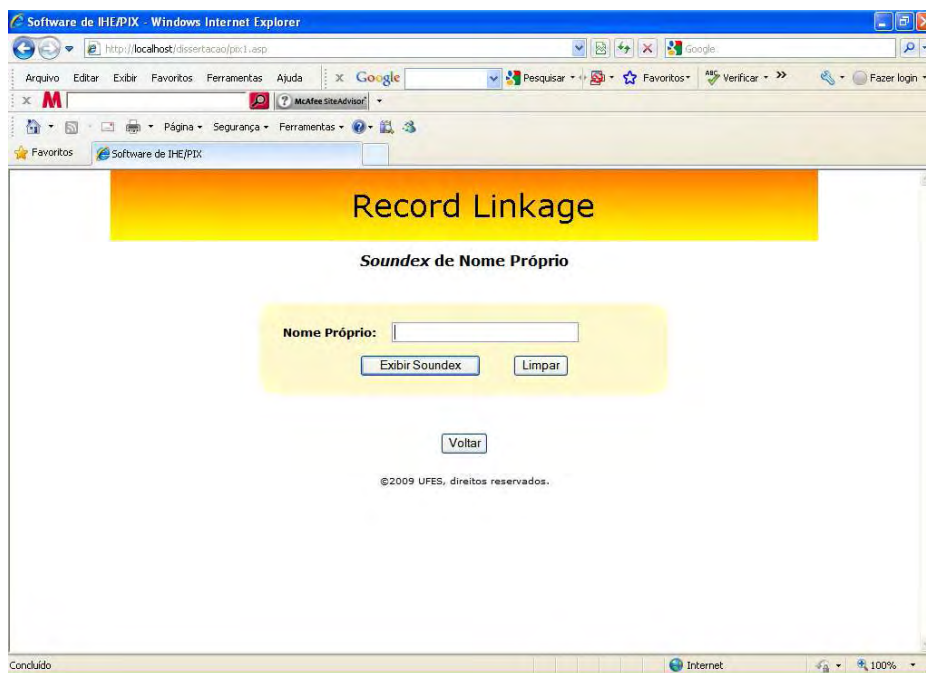 Software de IHE/PIX - Windows Internet Explorer
http://localhost/dissertacao/pix1.asp
Google
Arquivo Editar Exibir Favoritos Ferramentas Ajuda x Google Pesquisar Favoritos Verificar Fazer login
x M ? McAfee SiteAdvisor
Página Segurança Ferramentas
Favoritos Software de IHE/PIX
Record Linkage
Soundex de Nome Próprio
Nome Próprio:
Exibir Soundex Limpar
Voltar
©2009 UFES, direitos reservados.
Concluído Internet 100%